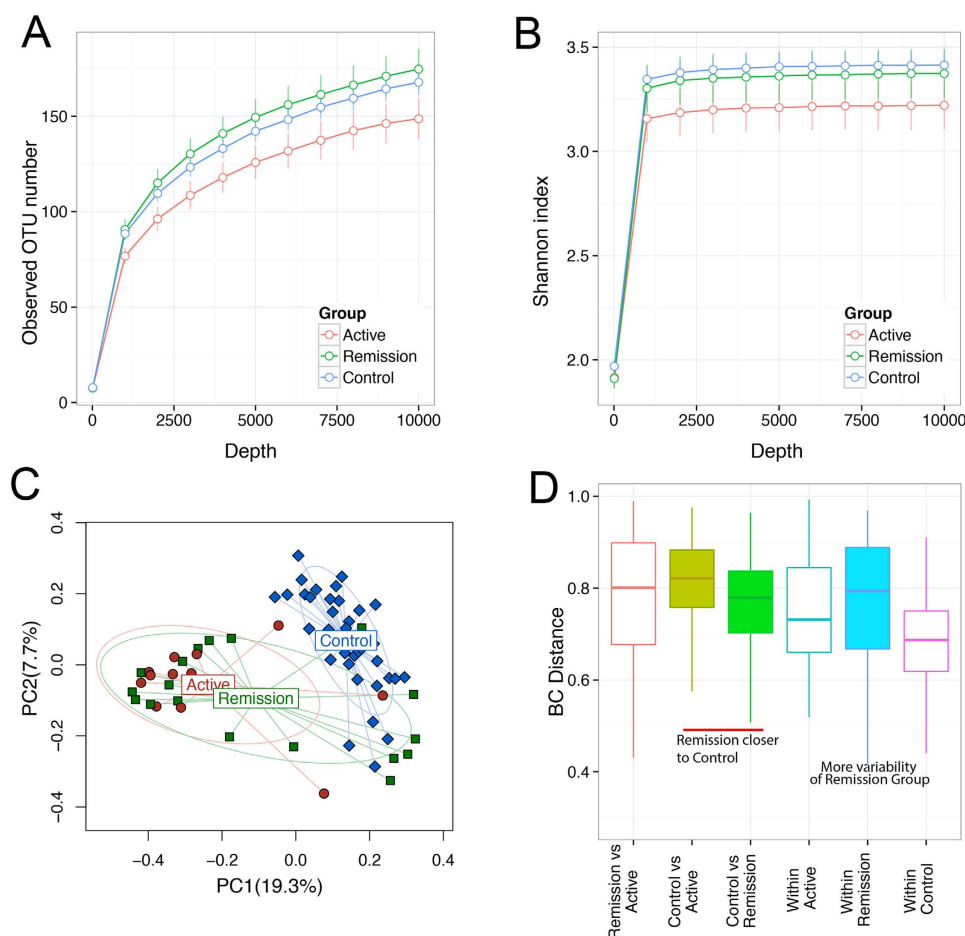 A
Observed OTU number
150
100
50
0
0 2500 5000 7500 10000
Depth
Group
Active
Remission
Control
B
Shannon index
3.5
3.0
2.5
2.0
0 2500 5000 7500 10000
Depth
Group
Active
Remission
Control
C
PC2(7.7%)
0.4
0.2
0.0
−0.2
−0.4
−0.4 −0.2 0.0 0.2 0.4
PC1(19.3%)
Control
Active
Remission
D
BC Distance
1.0
0.8
0.6
0.4
Remission closer
to Control
More variability
of Remission Group
Remission vs
Active
Control vs
Active
Control vs
Remission
Within
Active
Within
Remission
Within
Control